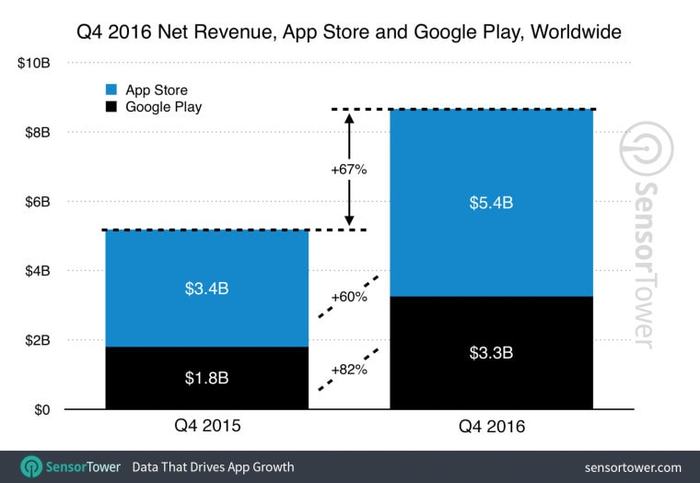 Q4 2016 Net Revenue, App Store and Google Play, Worldwide
$10B
App Store
Google Play
$8B
+67%
$6B
$5.4B
SensorTower
$4B
$3.4B
+60%
$2B
$3.3B
+82%
$1.8B
$0
Q4 2015
Q4 2016
SensorTower Data That Drives App Growth
sensortower.com